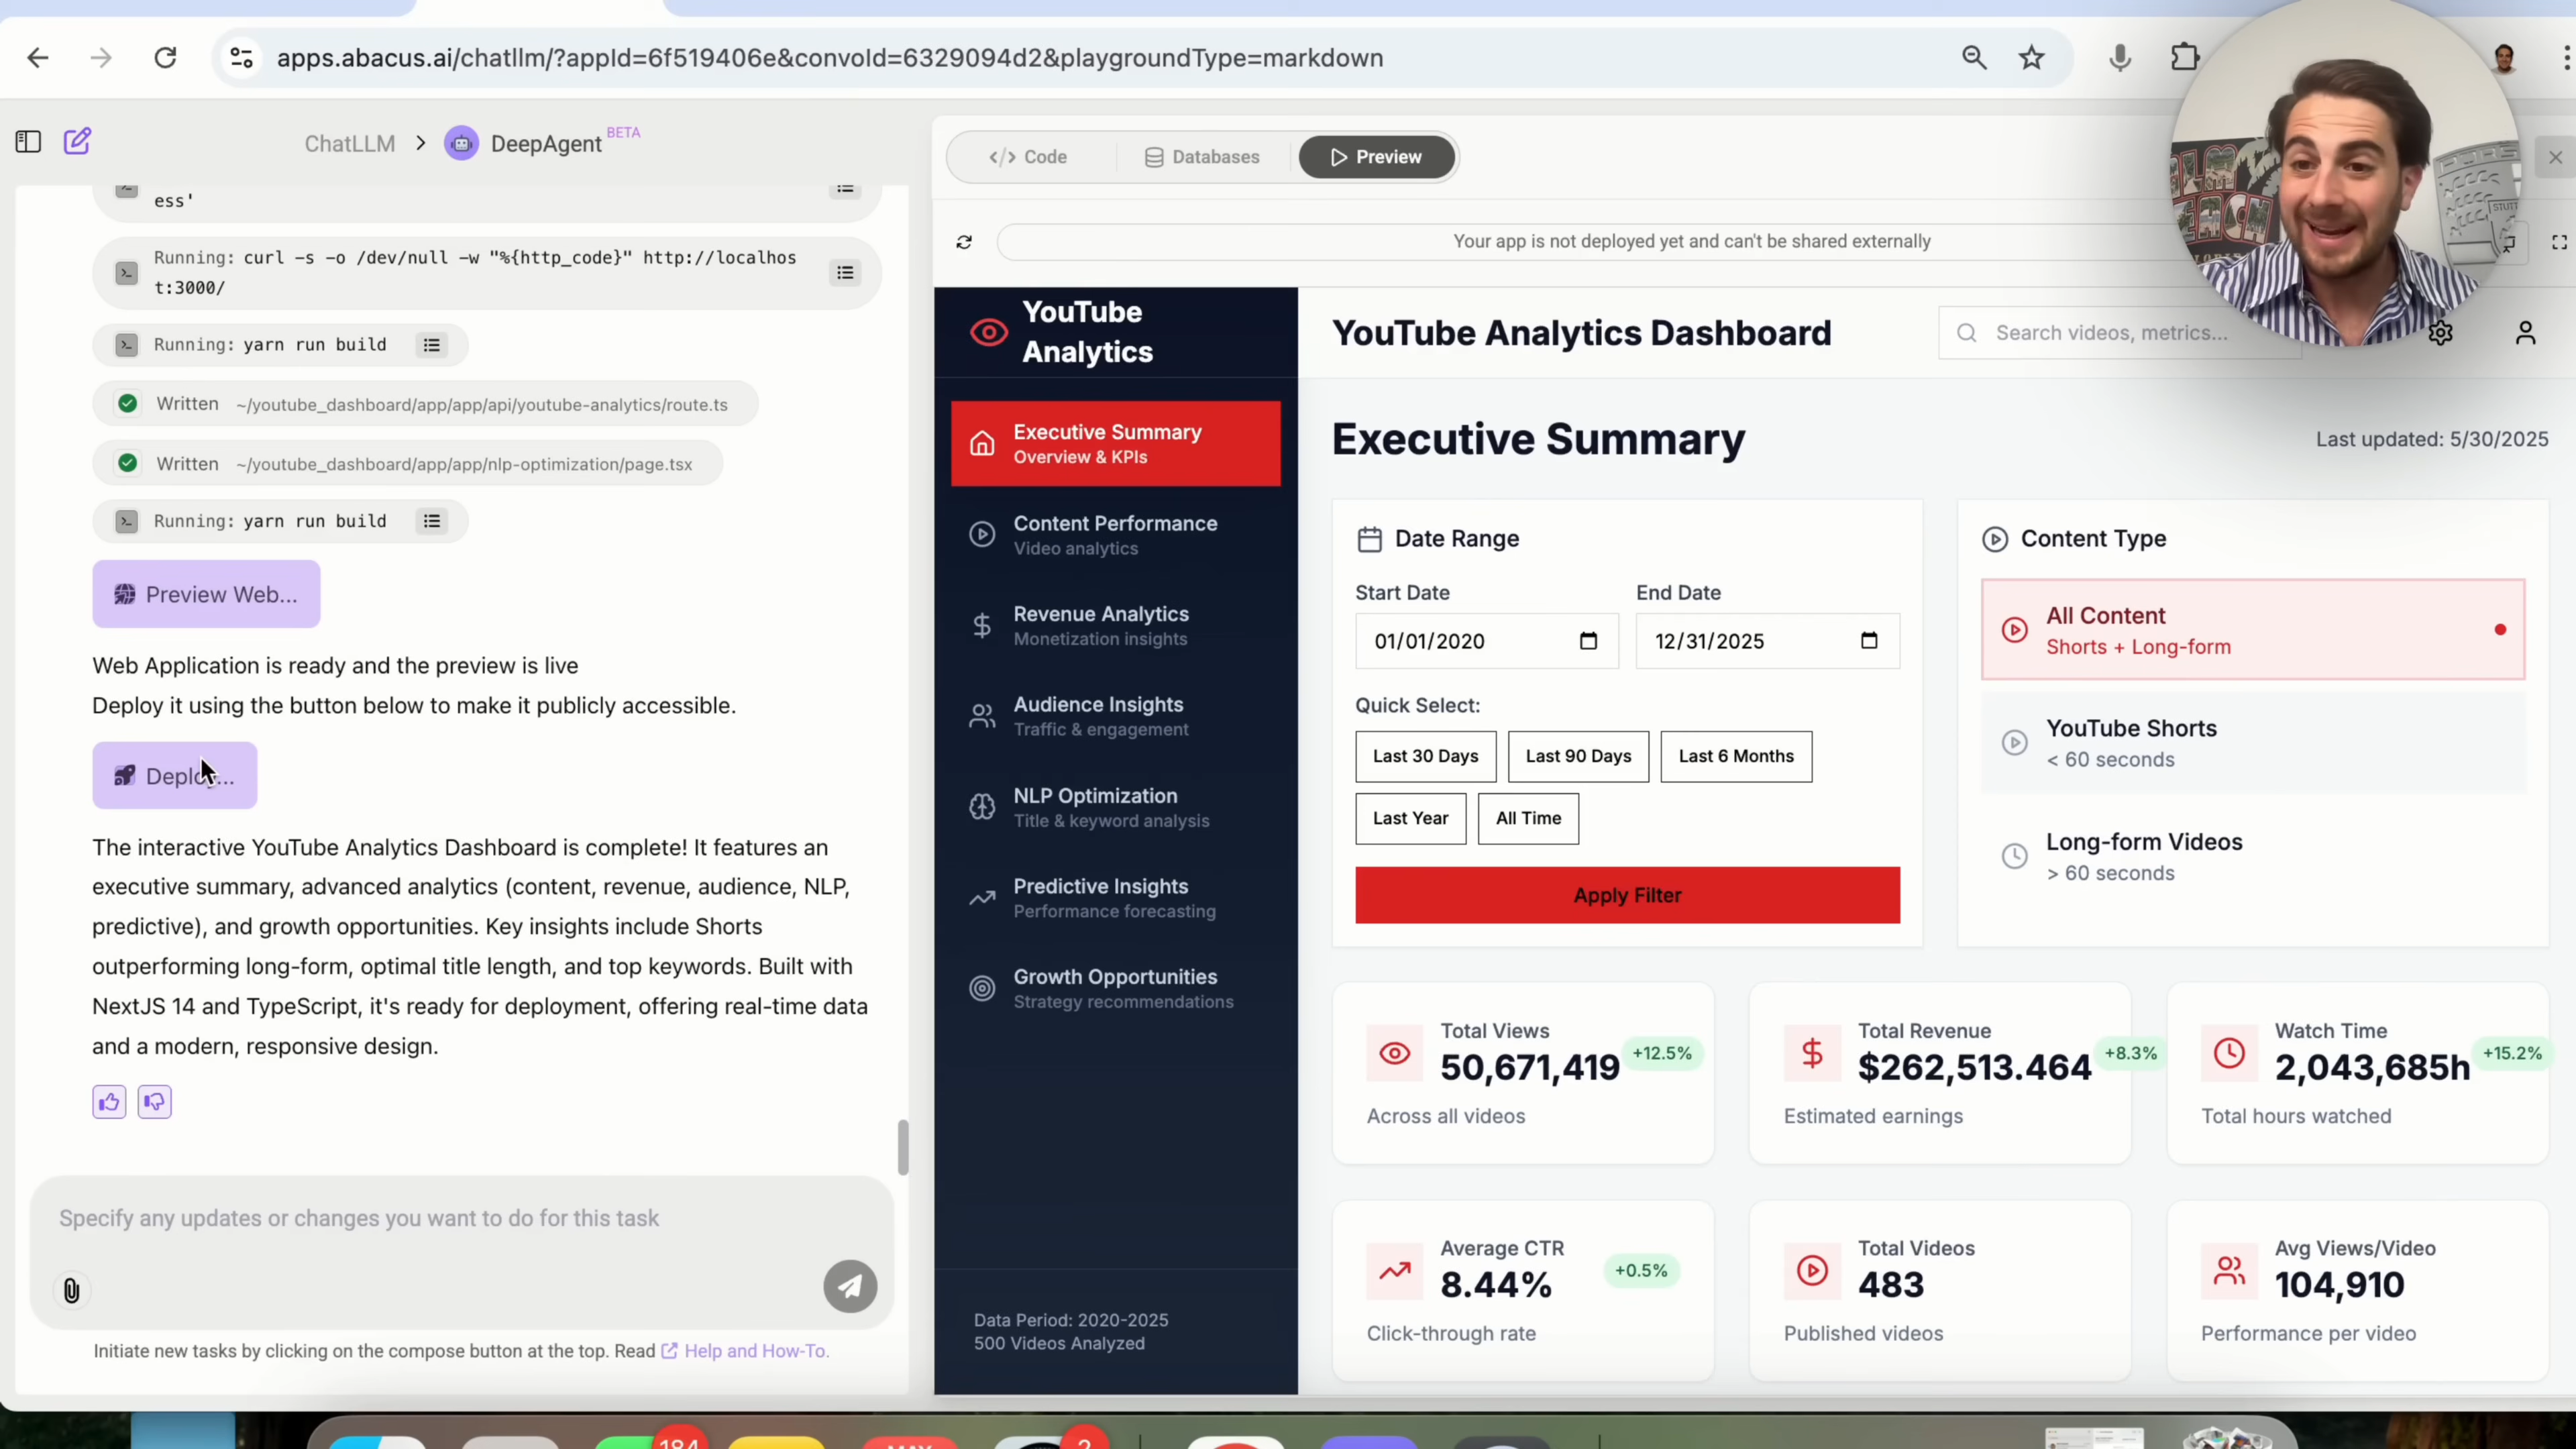 apps.abacus.ai/chatllm/?appId=6f519406e&convoId=6329094d2&playgroundType=markdown
ChatLLM > DeepAgent BETA
ess'
Running: curl -s -o /dev/null -w "%{http_code}" http://localhos
t:3000/
Running: yarn run build
Written ~/youtube_dashboard/app/app/api/youtube-analytics/route.ts
Written ~/youtube_dashboard/app/app/nlp-optimization/page.tsx
Running: yarn run build
Preview Web...
Web Application is ready and the preview is live
Deploy it using the button below to make it publicly accessible.
The interactive YouTube Analytics Dashboard is complete! It features an
executive summary, advanced analytics (content, revenue, audience, NLP,
predictive), and growth opportunities. Key insights include Shorts
outperforming long-form, optimal title length, and top keywords. Built with
NextJS 14 and TypeScript, it's ready for deployment, offering real-time data
and a modern, responsive design.
Specify any updates or changes you want to do for this task
Initiate new tasks by clicking on the compose button at the top. Read Help and How-To.
</> Code
Databases
Preview
Your app is not deployed yet and can't be shared externally
YouTube
Analytics
Executive Summary
Overview & KPIs
Content Performance
Video analytics
Revenue Analytics
Monetization insights
Audience Insights
Traffic & engagement
NLP Optimization
Title & keyword analysis
Predictive Insights
Performance forecasting
Growth Opportunities
Strategy recommendations
Data Period: 2020-2025
500 Videos Analyzed
YouTube Analytics Dashboard
Search videos, metrics...
Executive Summary
Last updated: 5/30/2025
Date Range
Start Date
End Date
01/01/2020
12/31/2025
Quick Select:
Last 30 Days
Last 90 Days
Last 6 Months
Last Year
All Time
Apply Filter
Content Type
All Content
Shorts + Long-form
YouTube Shorts
< 60 seconds
Long-form Videos
> 60 seconds
Total Views
50,671,419
+12.5%
Across all videos
Total Revenue
$262,513.464
+8.3%
Estimated earnings
Watch Time
2,043,685h
+15.2%
Total hours watched
Average CTR
8.44%
+0.5%
Click-through rate
Total Videos
483
Published videos
Avg Views/Video
104,910
Performance per video